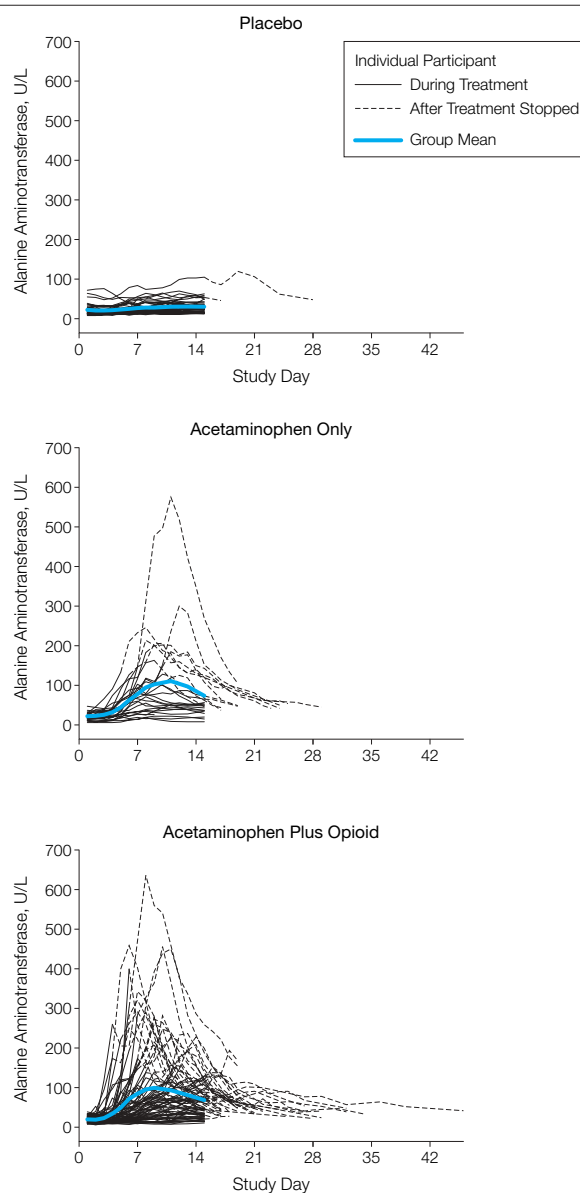 Placebo
Alanine Aminotransferase, U/L
700
600
500
400
300
200
100
0
0 7 14 21 28 35 42
Study Day
Individual Participant
During Treatment
After Treatment Stopped
Group Mean
Acetaminophen Only
Alanine Aminotransferase, U/L
700
600
500
400
300
200
100
0
0 7 14 21 28 35 42
Study Day
Acetaminophen Plus Opioid
Alanine Aminotransferase, U/L
700
600
500
400
300
200
100
0
0 7 14 21 28 35 42
Study Day